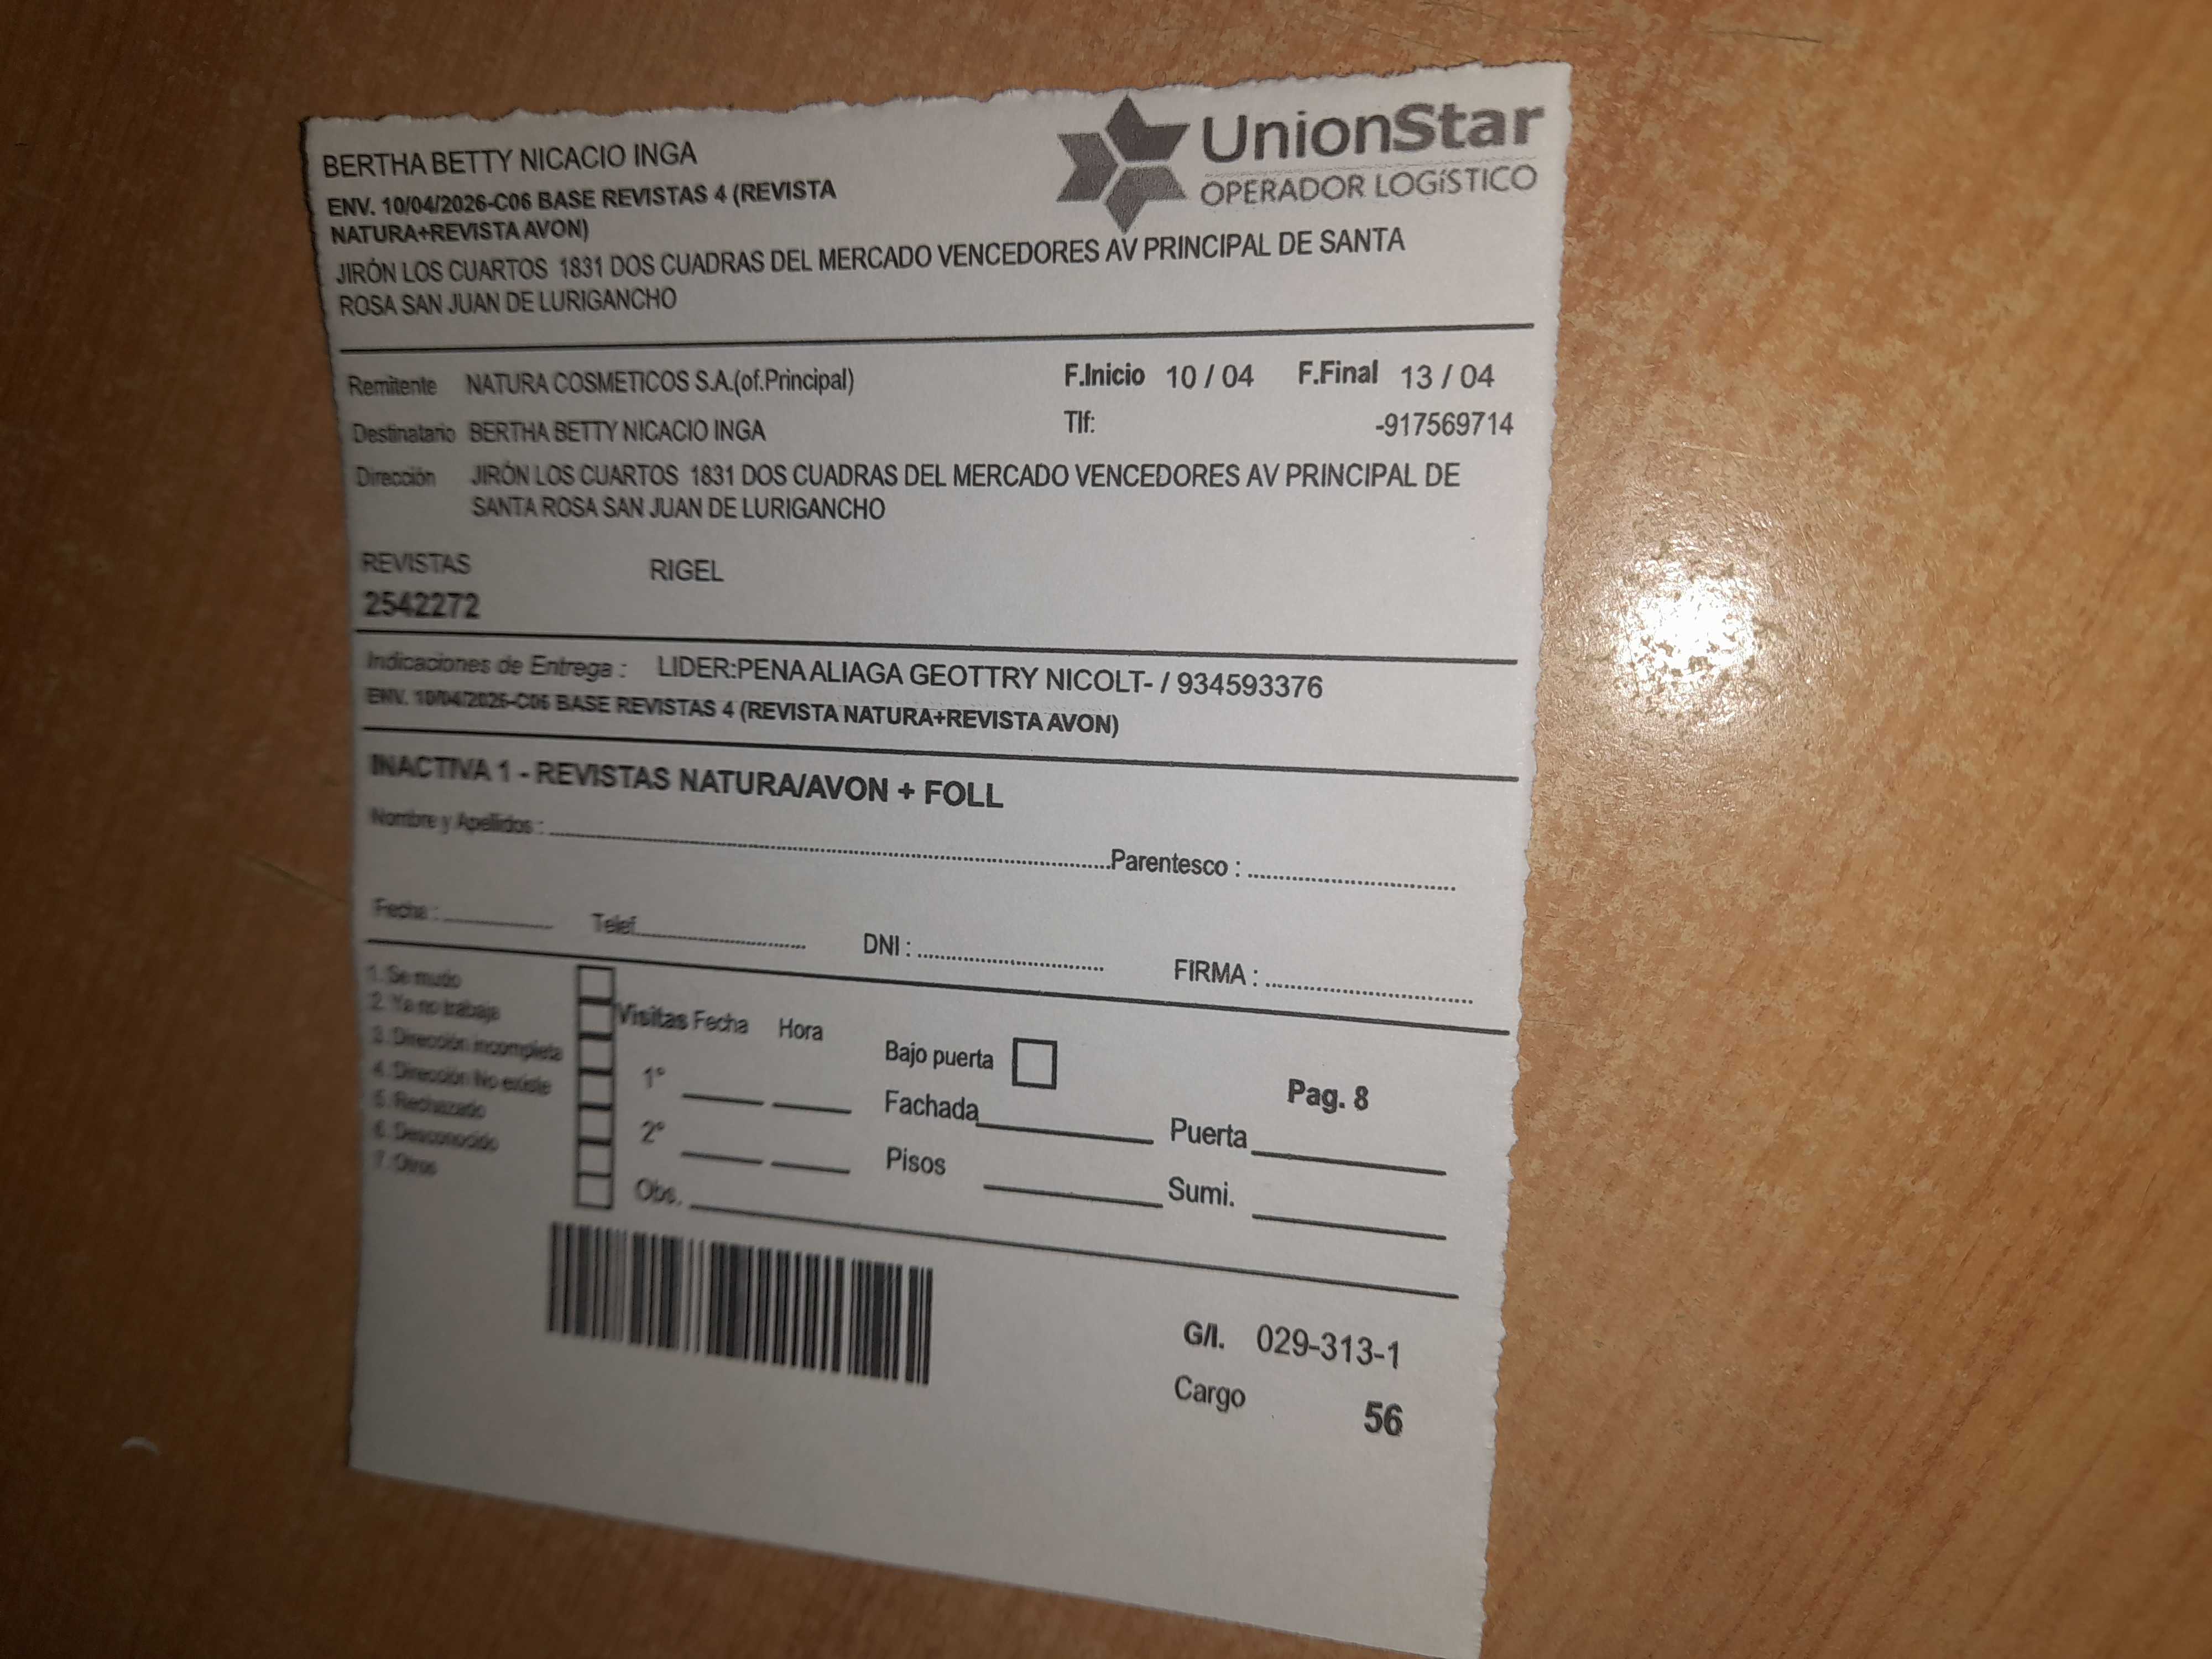 BERTHA BETTY NICACIO INGA
UnionStar
OPERADOR LOGíSTICO
ENV. 10/04/2026-C06 BASE REVISTAS 4 (REVISTA
NATURA+REVISTA AVON)
JIRÓN LOS CUARTOS 1831 DOS CUADRAS DEL MERCADO VENCEDORES AV PRINCIPAL DE SANTA
ROSA SAN JUAN DE LURIGANCHO
Remitente NATURA COSMETICOS S.A.(of.Principal) F.Inicio 10 / 04 F.Final 13 / 04
Destinatario BERTHA BETTY NICACIO INGA Tlf: -917569714
Dirección JIRÓN LOS CUARTOS 1831 DOS CUADRAS DEL MERCADO VENCEDORES AV PRINCIPAL DE
SANTA ROSA SAN JUAN DE LURIGANCHO
REVISTAS RIGEL
2542272
Indicaciones de Entrega : LIDER:PENA ALIAGA GEOTTRY NICOLT- / 934593376
ENV. 10/04/2026-C06 BASE REVISTAS 4 (REVISTA NATURA+REVISTA AVON)
INACTIVA 1 - REVISTAS NATURA/AVON + FOLL
Nombre y Apellidos : Parentesco :
Fecha : Telef. DNI : FIRMA :
1. Se mudo
2. Ya no trabaja
3. Dirección incompleta
4. Dirección No existe
5. Rechazado
6. Desconocido
7. Otros
Visitas Fecha Hora
1°
2°
Obs.
Bajo puerta
Fachada
Pisos
Pag. 8
Puerta
Sumi.
G/I. 029-313-1
Cargo 56